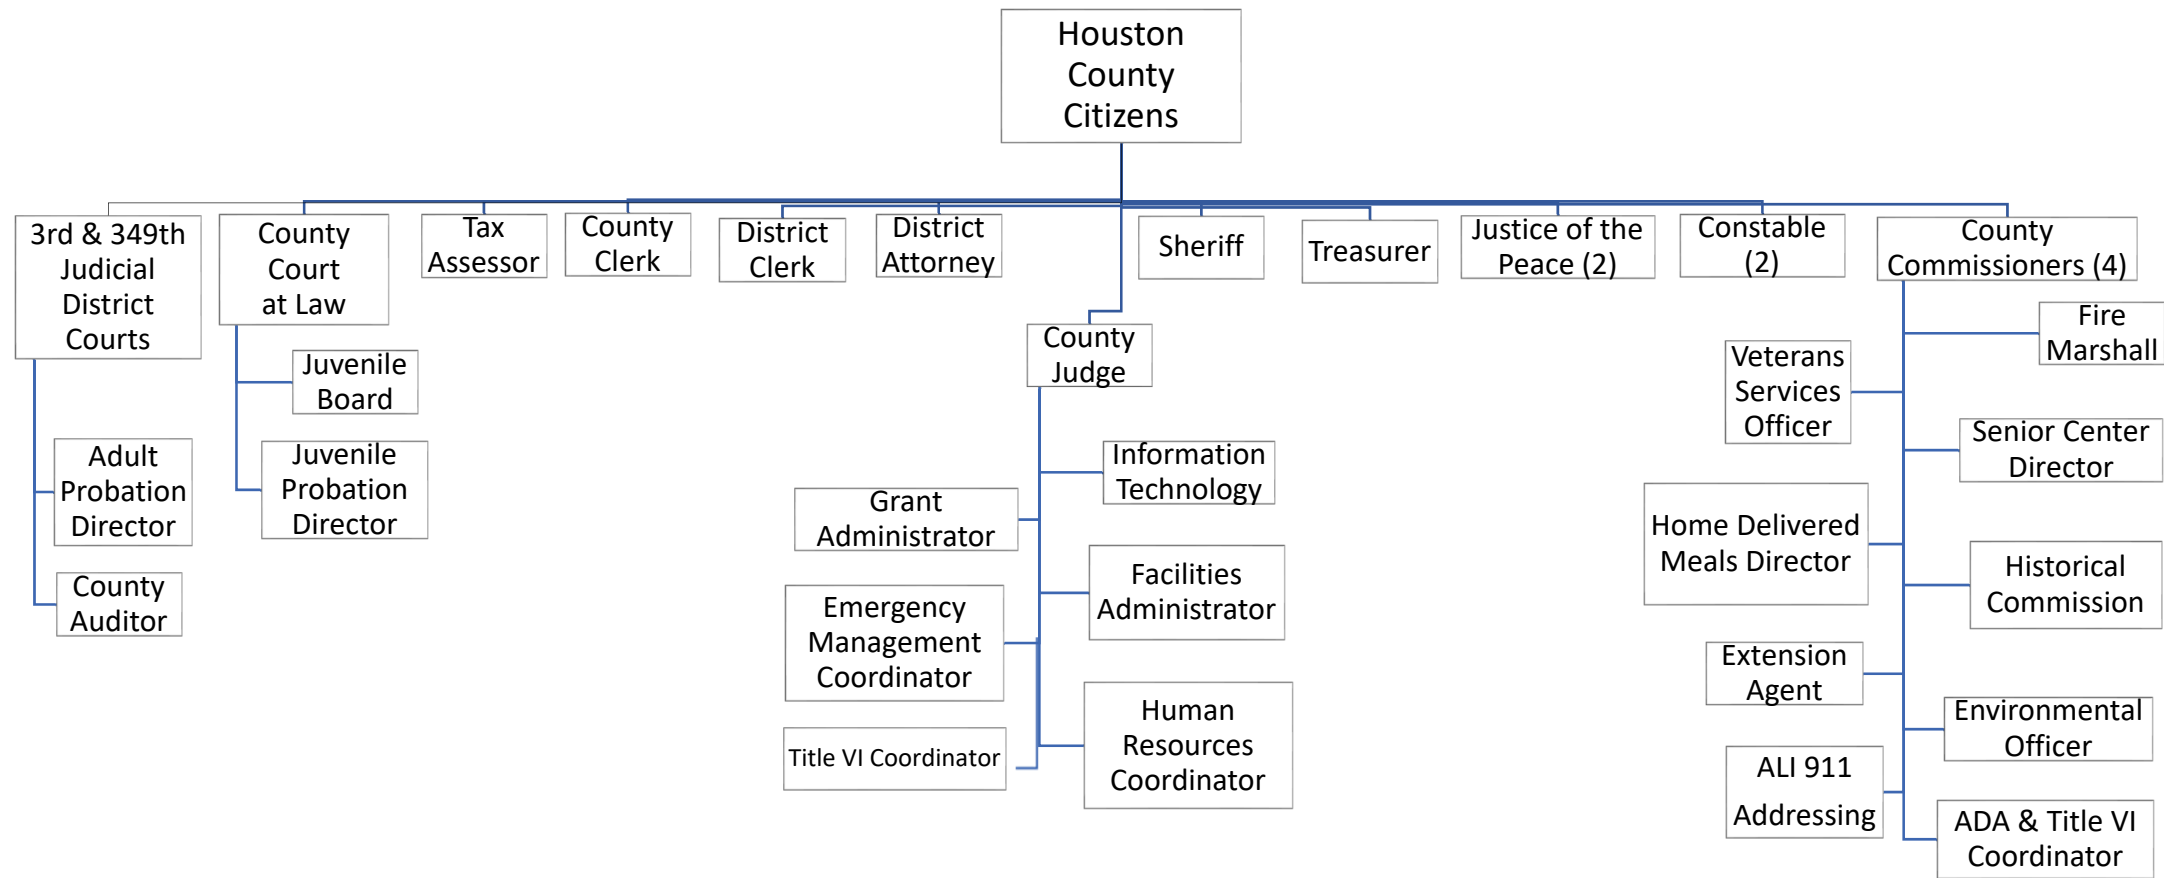 Houston
County
Citizens
3rd & 349th
Judicial
District
Courts
County
Court
at Law
Tax
Assessor
County
Clerk
District
Clerk
District
Attorney
Sheriff
Treasurer
Justice of the
Peace (2)
Constable
(2)
County
Commissioners (4)
Juvenile
Board
Adult
Probation
Director
Juvenile
Probation
Director
County
Auditor
County
Judge
Information
Technology
Grant
Administrator
Facilities
Administrator
Emergency
Management
Coordinator
Human
Resources
Coordinator
Title VI Coordinator
Fire
Marshall
Veterans
Services
Officer
Senior Center
Director
Home Delivered
Meals Director
Historical
Commission
Extension
Agent
Environmental
Officer
ALI 911
Addressing
ADA & Title VI
Coordinator